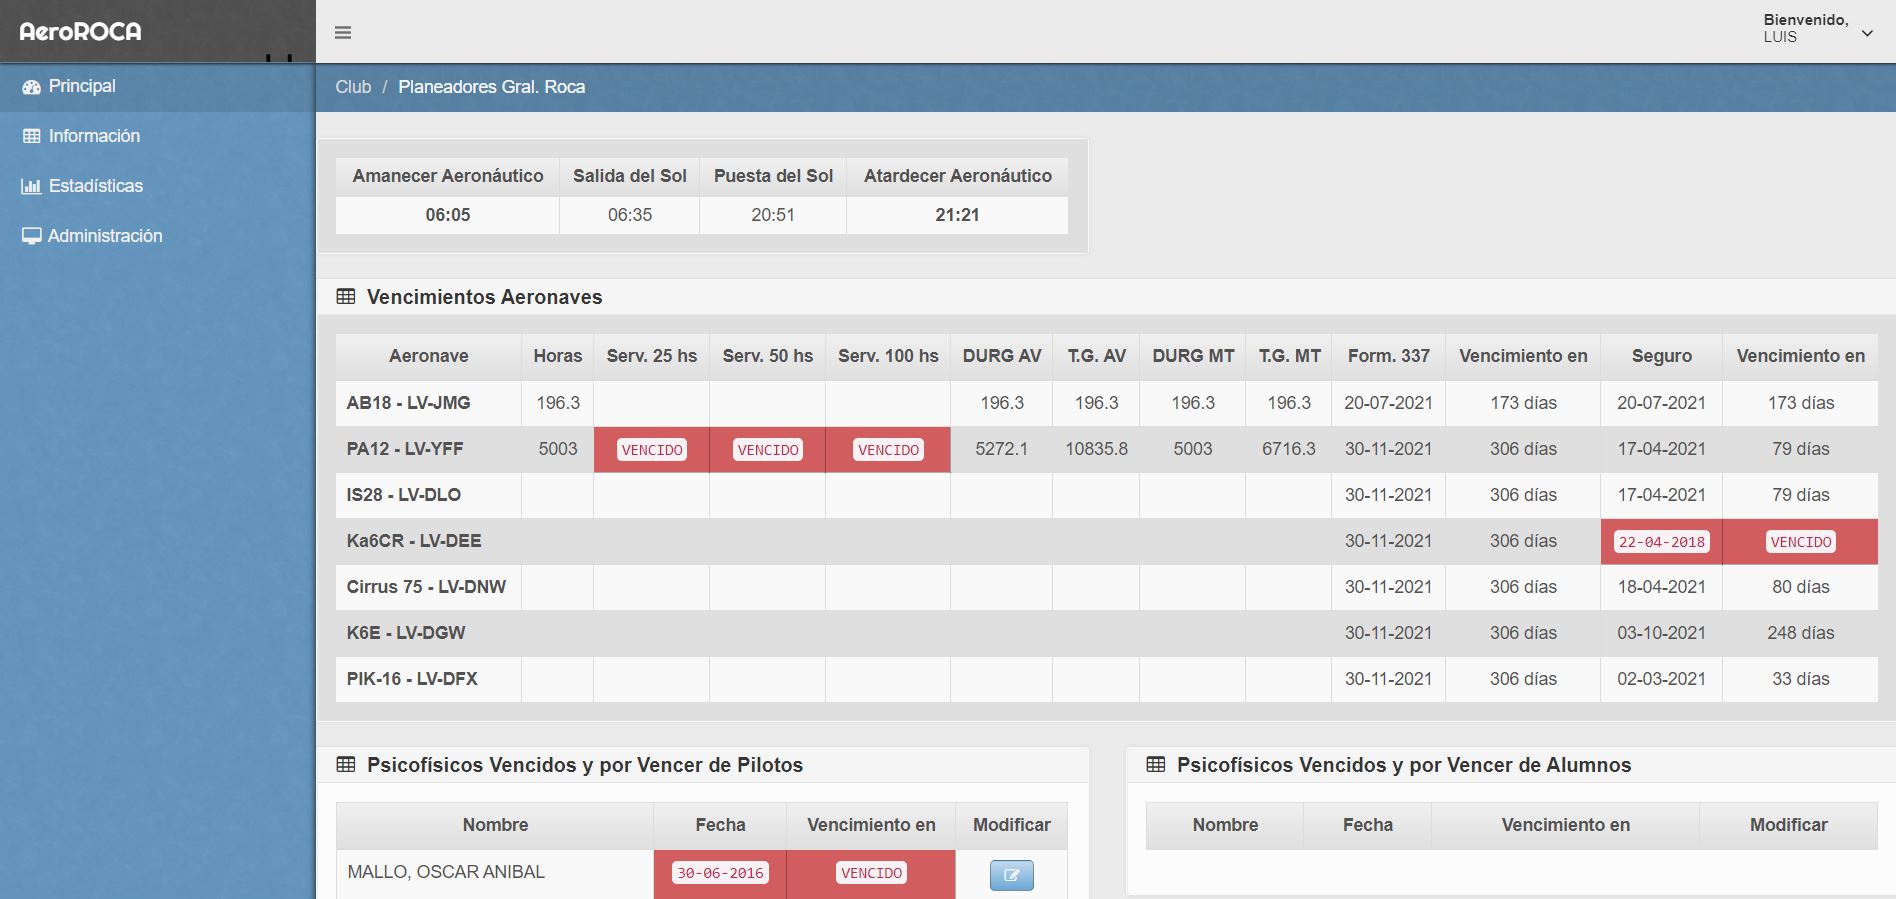 AeroROCA
Bienvenido,
LUIS
Principal
Información
Estadísticas
Administración
Club / Planeadores Gral. Roca
Amanecer Aeronáutico Salida del Sol Puesta del Sol Atardecer Aeronáutico
06:05 06:35 20:51 21:21
Vencimientos Aeronaves
Aeronave Horas Serv. 25 hs Serv. 50 hs Serv. 100 hs DURG AV T.G. AV DURG MT T.G. MT Form. 337 Vencimiento en Seguro Vencimiento en
AB18 - LV-JMG 196.3 196.3 196.3 196.3 196.3 20-07-2021 173 días 20-07-2021 173 días
PA12 - LV-YFF 5003 VENCIDO VENCIDO VENCIDO 5272.1 10835.8 5003 6716.3 30-11-2021 306 días 17-04-2021 79 días
IS28 - LV-DLO 30-11-2021 306 días 17-04-2021 79 días
Ka6CR - LV-DEE 30-11-2021 306 días 22-04-2018 VENCIDO
Cirrus 75 - LV-DNW 30-11-2021 306 días 18-04-2021 80 días
K6E - LV-DGW 30-11-2021 306 días 03-10-2021 248 días
PIK-16 - LV-DFX 30-11-2021 306 días 02-03-2021 33 días
Psicofísicos Vencidos y por Vencer de Pilotos
Nombre Fecha Vencimiento en Modificar
MALLO, OSCAR ANIBAL 30-06-2016 VENCIDO
Psicofísicos Vencidos y por Vencer de Alumnos
Nombre Fecha Vencimiento en Modificar